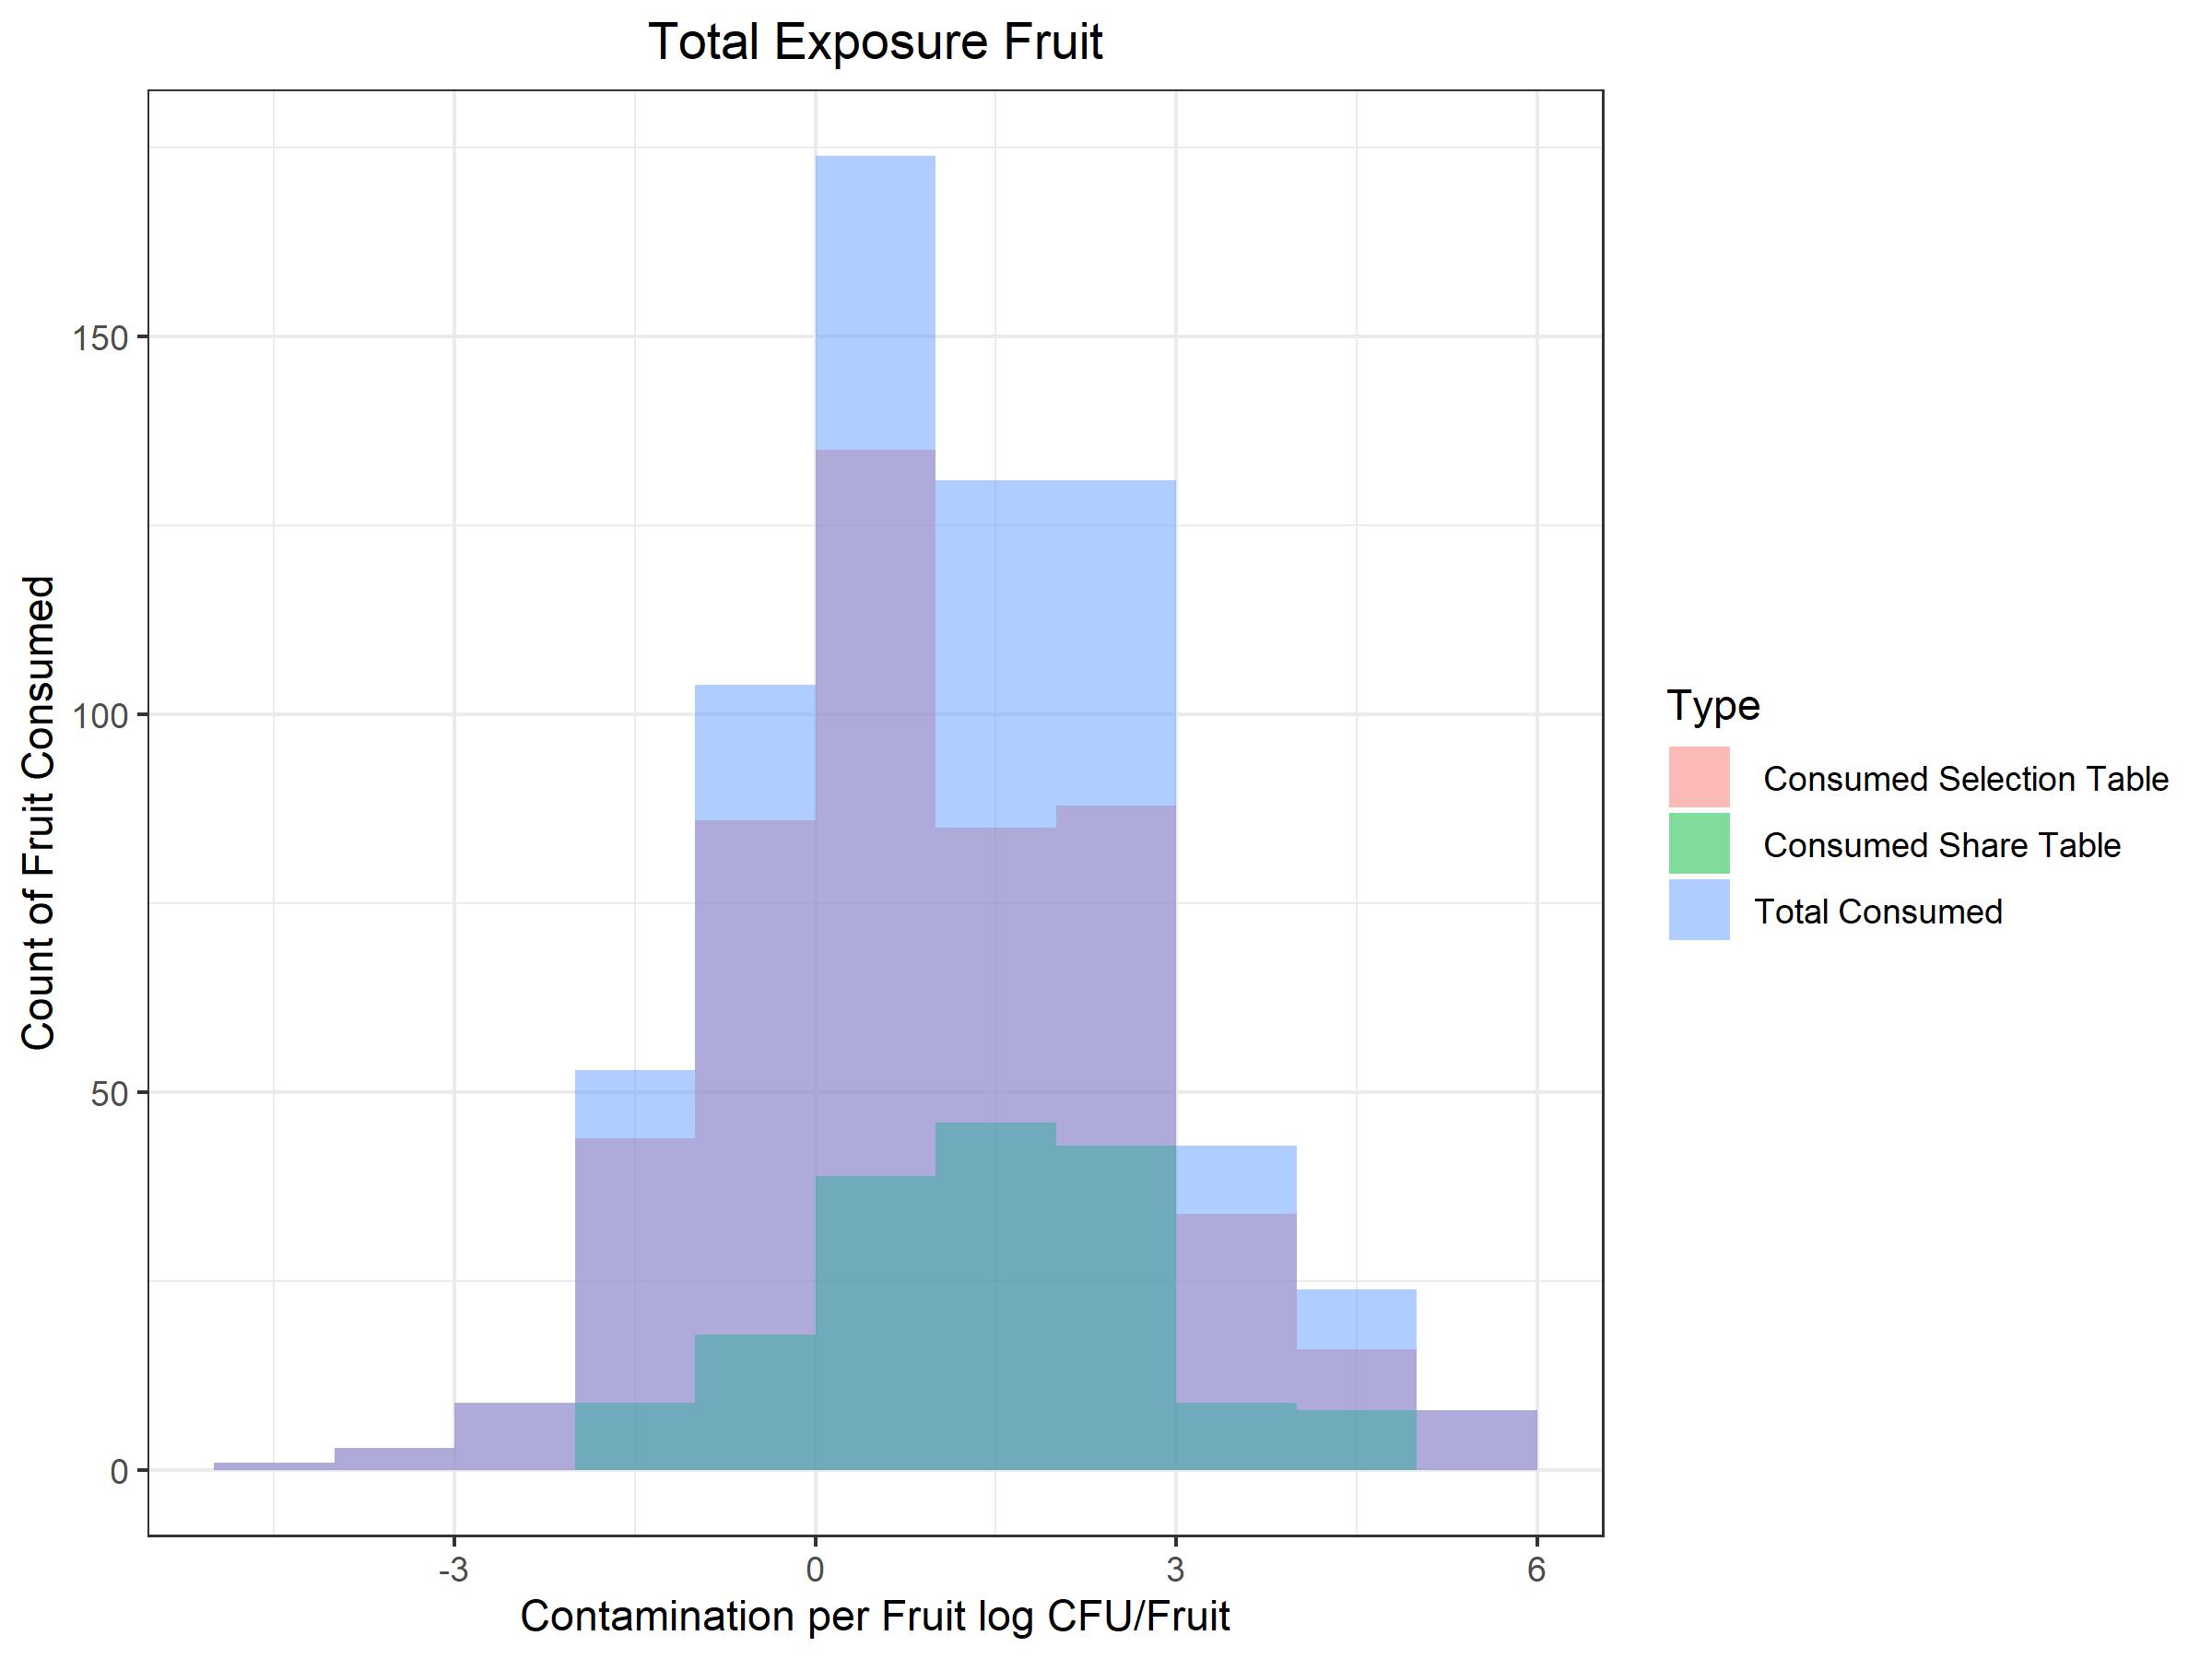 Total Exposure Fruit
Count of Fruit Consumed
150
100
50
0
-3
0
3
6
Contamination per Fruit log CFU/Fruit
Type
Consumed Selection Table
Consumed Share Table
Total Consumed